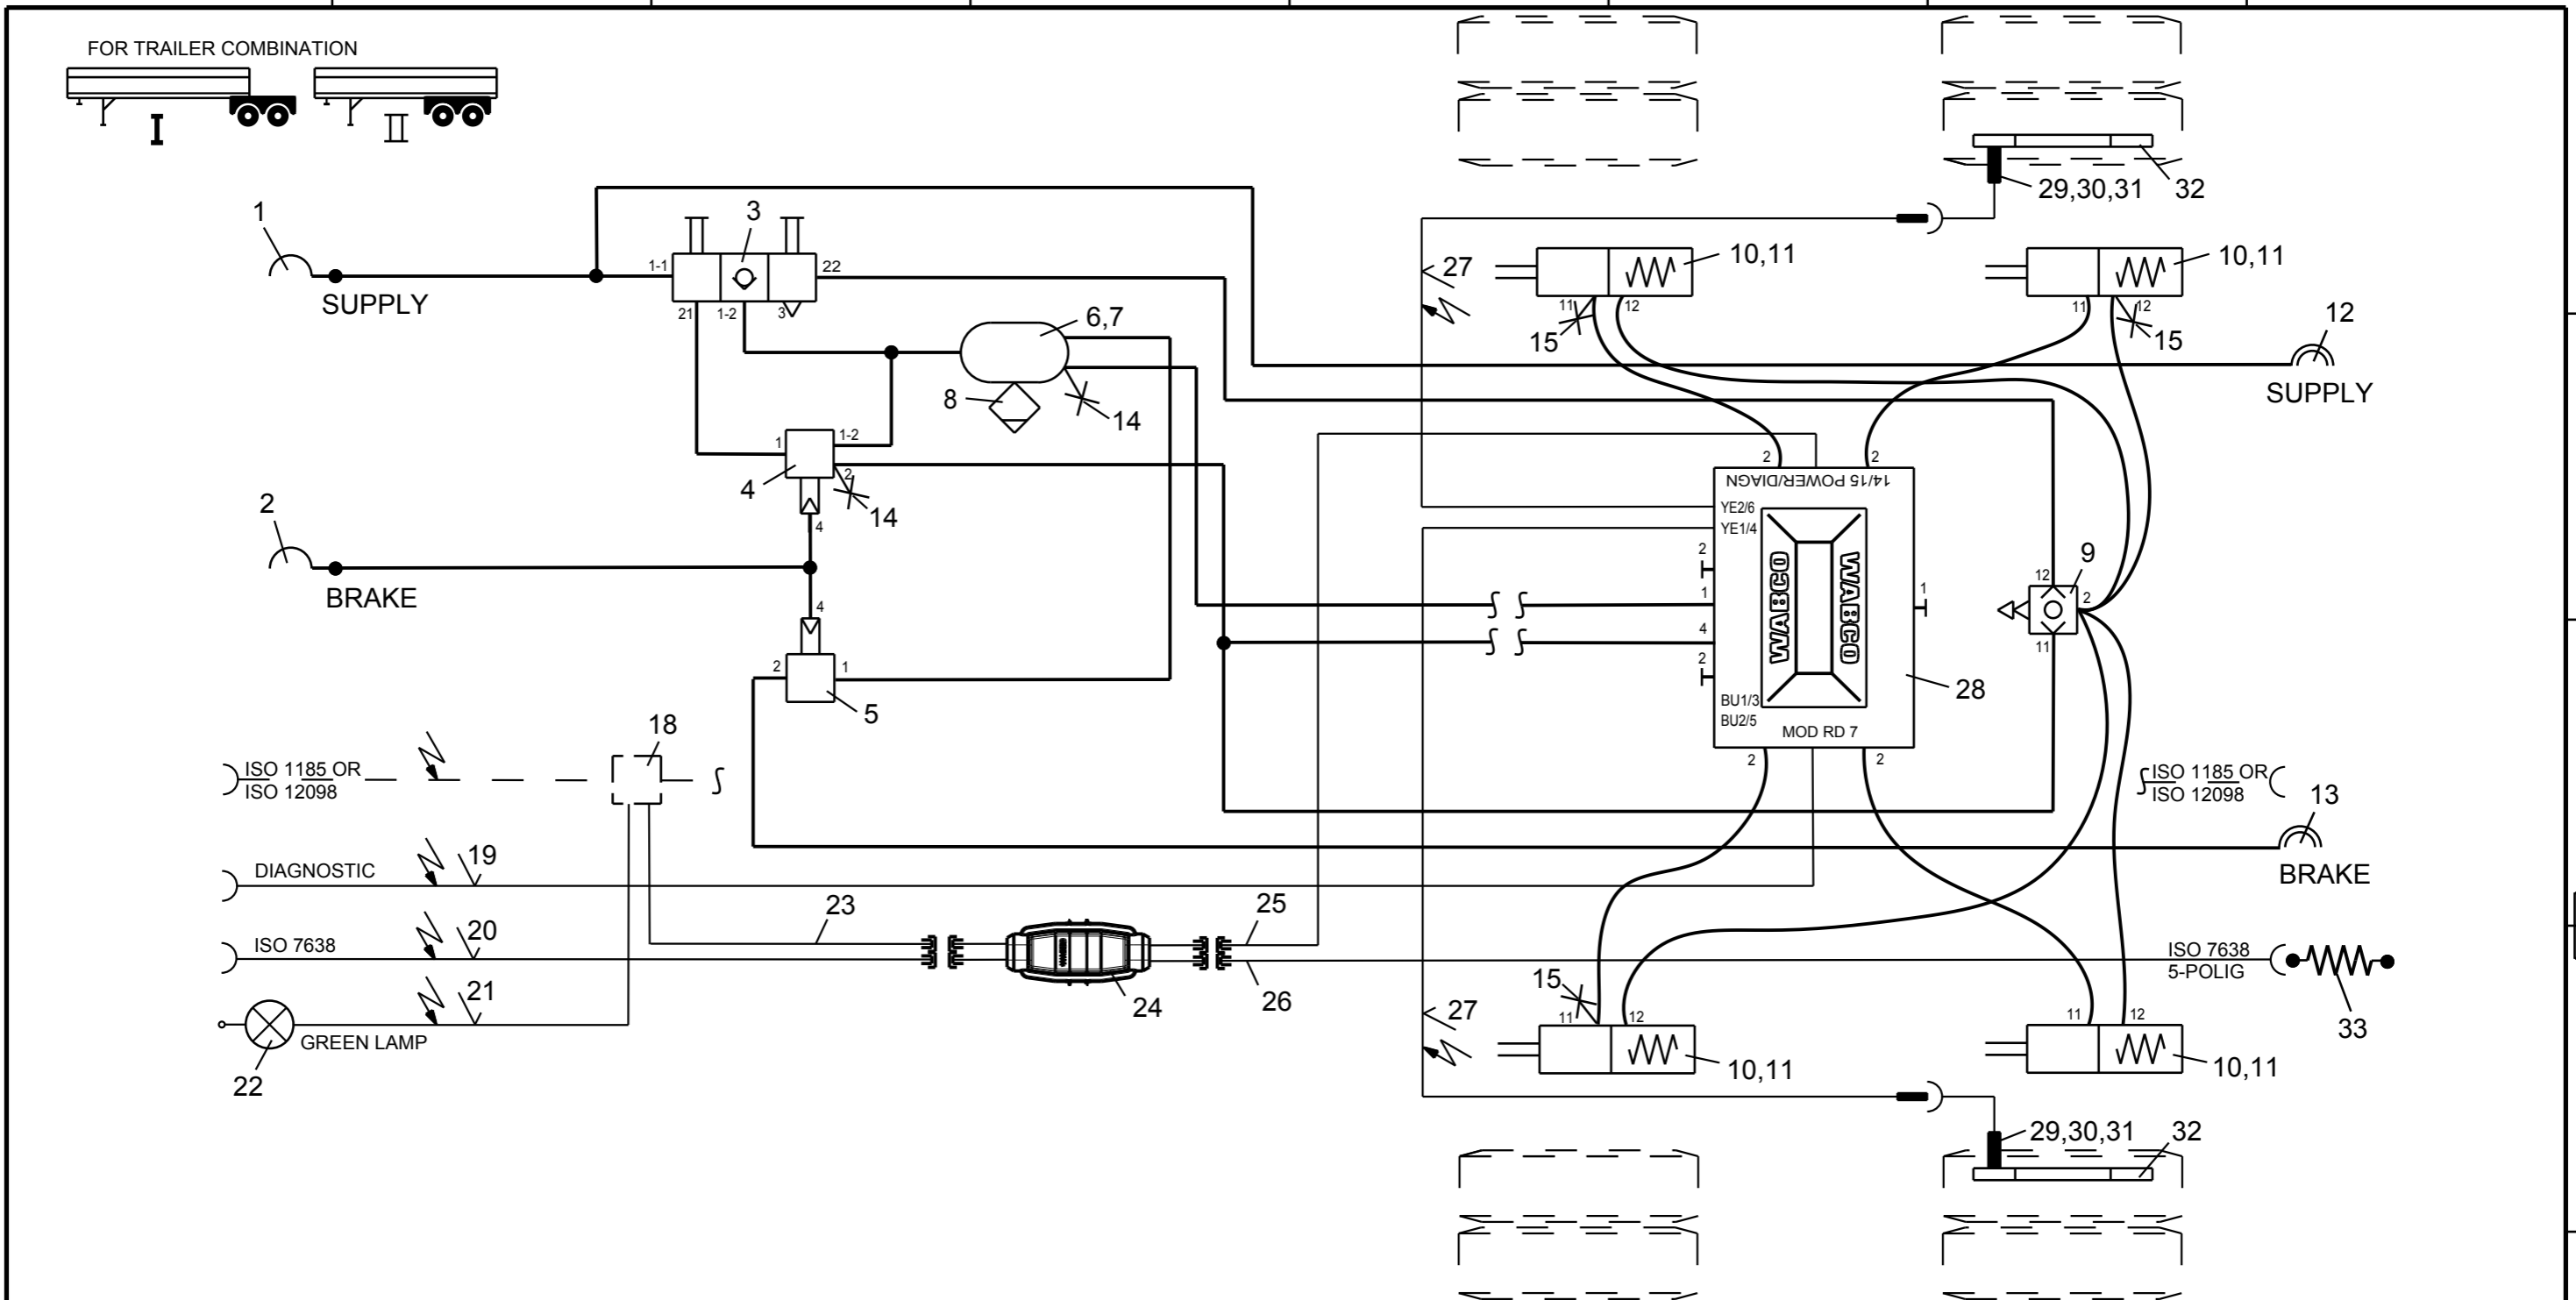 FOR TRAILER COMBINATION
I II
29,30,31 32
1 3
1-1 22
SUPPLY
21 1-2 3
6,7
27 10,11 10,11
11 12 11 12
15 15
12
SUPPLY
8 14
1 1-2
4 2
14
4
2 2
14/15 POWER/DIAGN
YE2/6
YE1/4
2
BRAKE
4
2
1
4
2
WABCO WABCO
1
12 9
2
11
2 1
5
28
BU1/3
BU2/5
MOD RD 7
2 2
18
ISO 1185 OR
ISO 12098
ISO 1185 OR
ISO 12098
13
BRAKE
DIAGNOSTIC 19
23 25
ISO 7638 20
24 26
ISO 7638
5-POLIG
33
21
GREEN LAMP
22
15
27
11 12 11 12
10,11 10,11
29,30,31 32